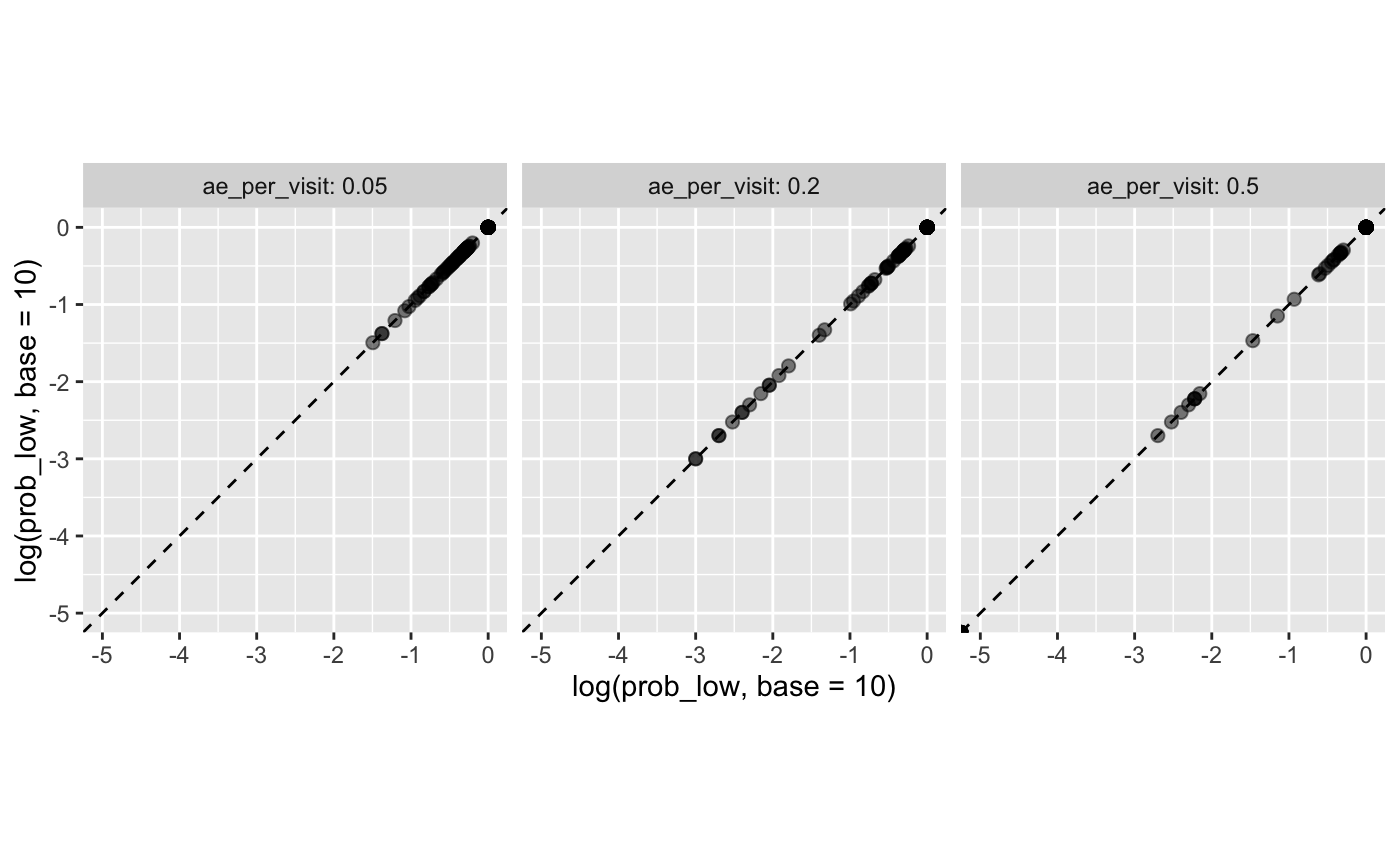 ae_per_visit: 0.05 ae_per_visit: 0.2 ae_per_visit: 0.5
log(prob_low, base = 10)
0
-1
-2
-3
-4
-5
-5 -4 -3 -2 -1 0 -5 -4 -3 -2 -1 0 -5 -4 -3 -2 -1 0
log(prob_low, base = 10)